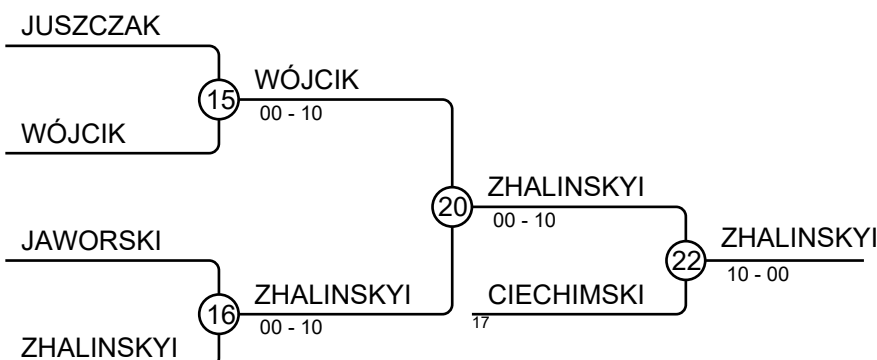 JUSZCZAK
15
WÓJCIK
00 - 10
WÓJCIK
20
ZHALINSKYI
00 - 10
JAWORSKI
22
ZHALINSKYI
10 - 00
16
ZHALINSKYI
00 - 10
CIECHIMSKI
17
ZHALINSKYI